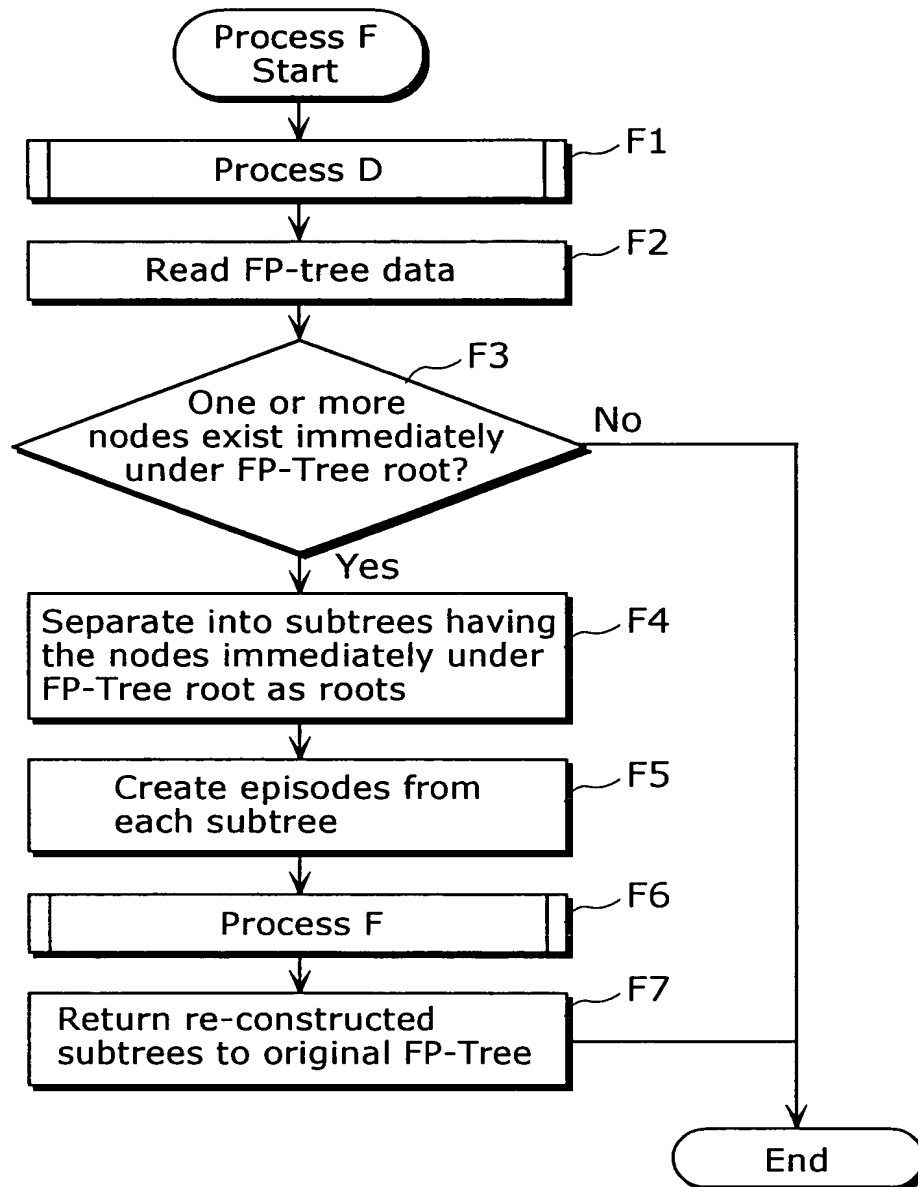 Process F
Start
F1
Process D
F2
Read FP-tree data
F3
One or more
nodes exist immediately
under FP-Tree root?
No
Yes
F4
Separate into subtrees having
the nodes immediately under
FP-Tree root as roots
F5
Create episodes from
each subtree
F6
Process F
F7
Return re-constructed
subtrees to original FP-Tree
End